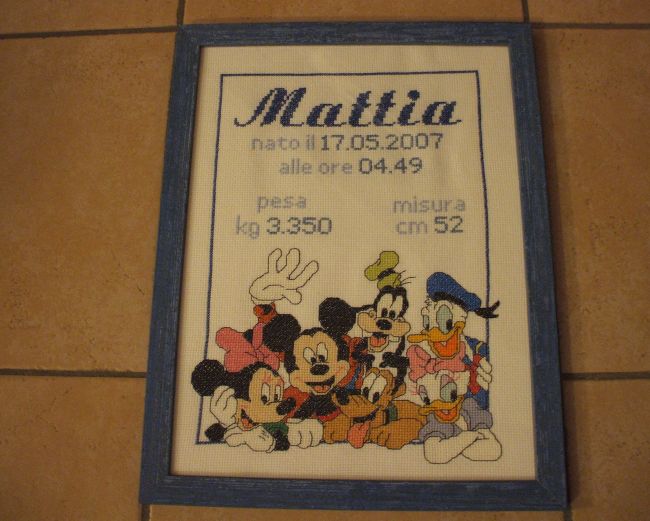 Mattia
nato il 17.05.2007
alle ore 04.49
pesa misura
kg 3.350 cm 52